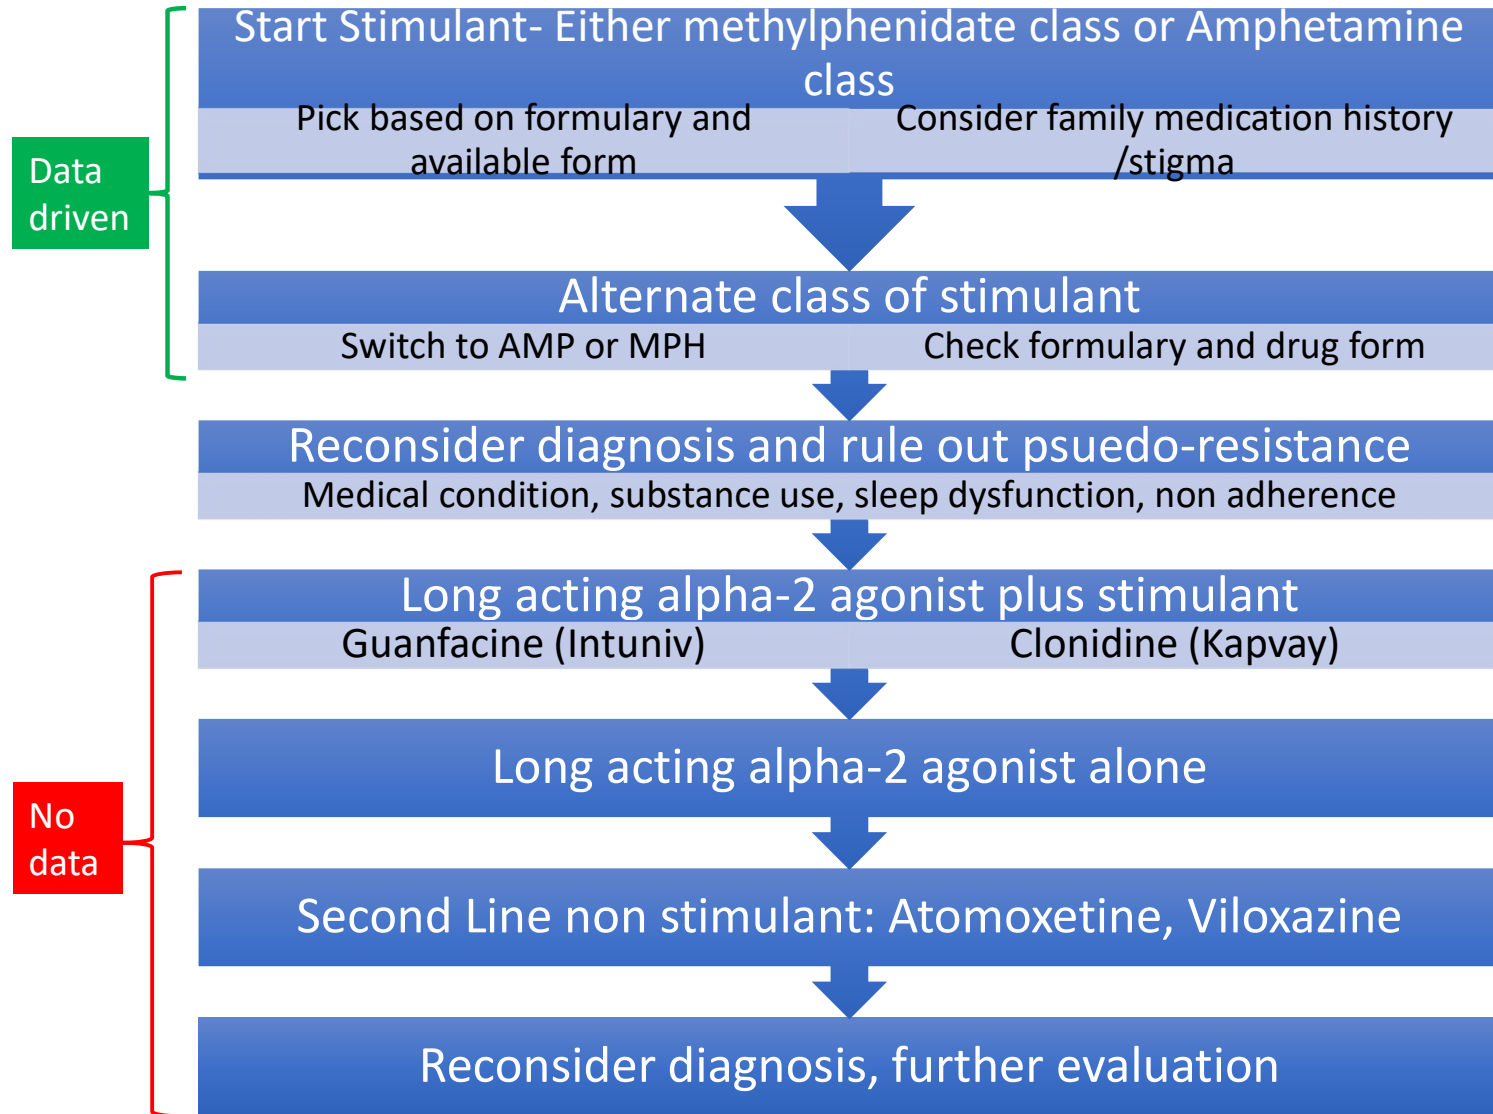 Start Stimulant- Either methylphenidate class or Amphetamine
class
Pick based on formulary and
available form
Consider family medication history
/stigma
Data
driven
Alternate class of stimulant
Switch to AMP or MPH
Check formulary and drug form
Reconsider diagnosis and rule out psuedo-resistance
Medical condition, substance use, sleep dysfunction, non adherence
Long acting alpha-2 agonist plus stimulant
Guanfacine (Intuniv)
Clonidine (Kapvay)
Long acting alpha-2 agonist alone
No
data
Second Line non stimulant: Atomoxetine, Viloxazine
Reconsider diagnosis, further evaluation